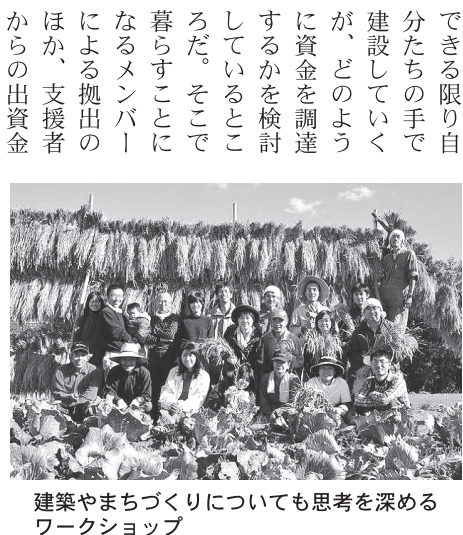 できる限り自
分たちの手で
建設していく
が、どのよう
に資金を調達
するかを検討
しているとこ
ろだ。そこで
暮らすことに
なるメンバー
による拠出の
ほか、支援者
からの出資金
建築やまちづくりについても思考を深める
ワークショップ